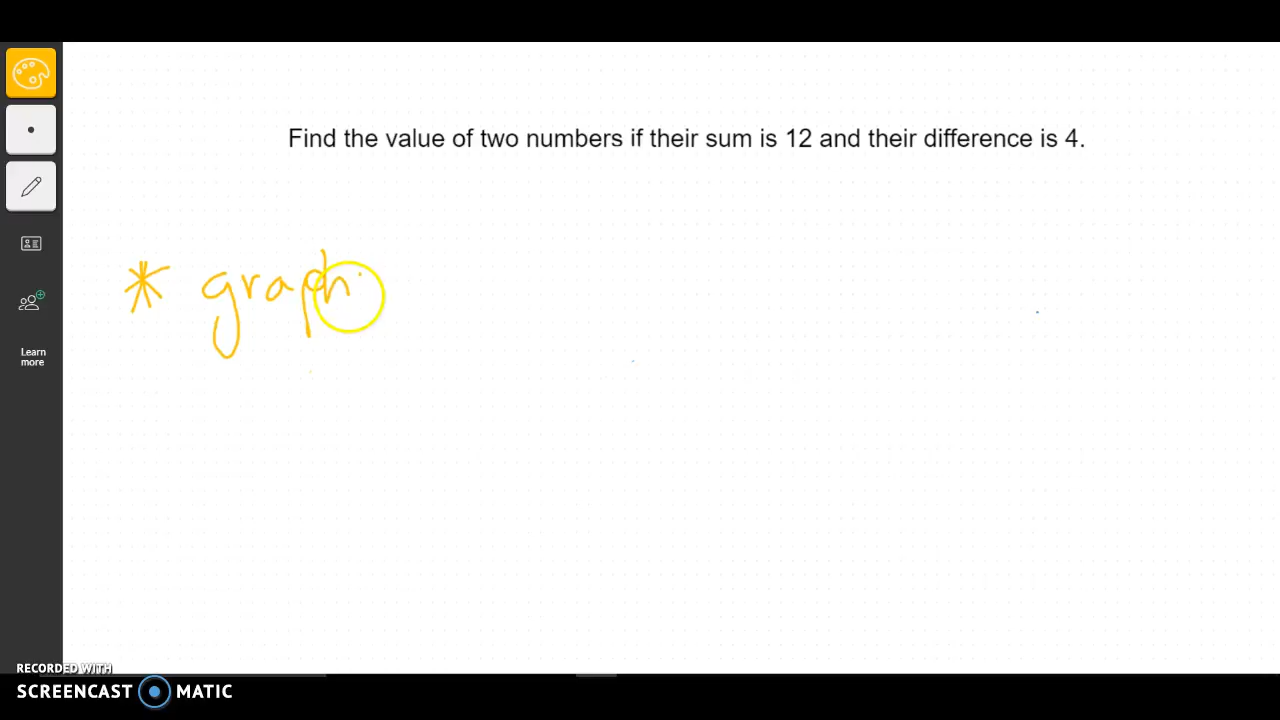 Find the value of two numbers if their sum is 12 and their difference is 4.
* graph
Learn
more
RECORDED WITH
SCREENCAST MATIC